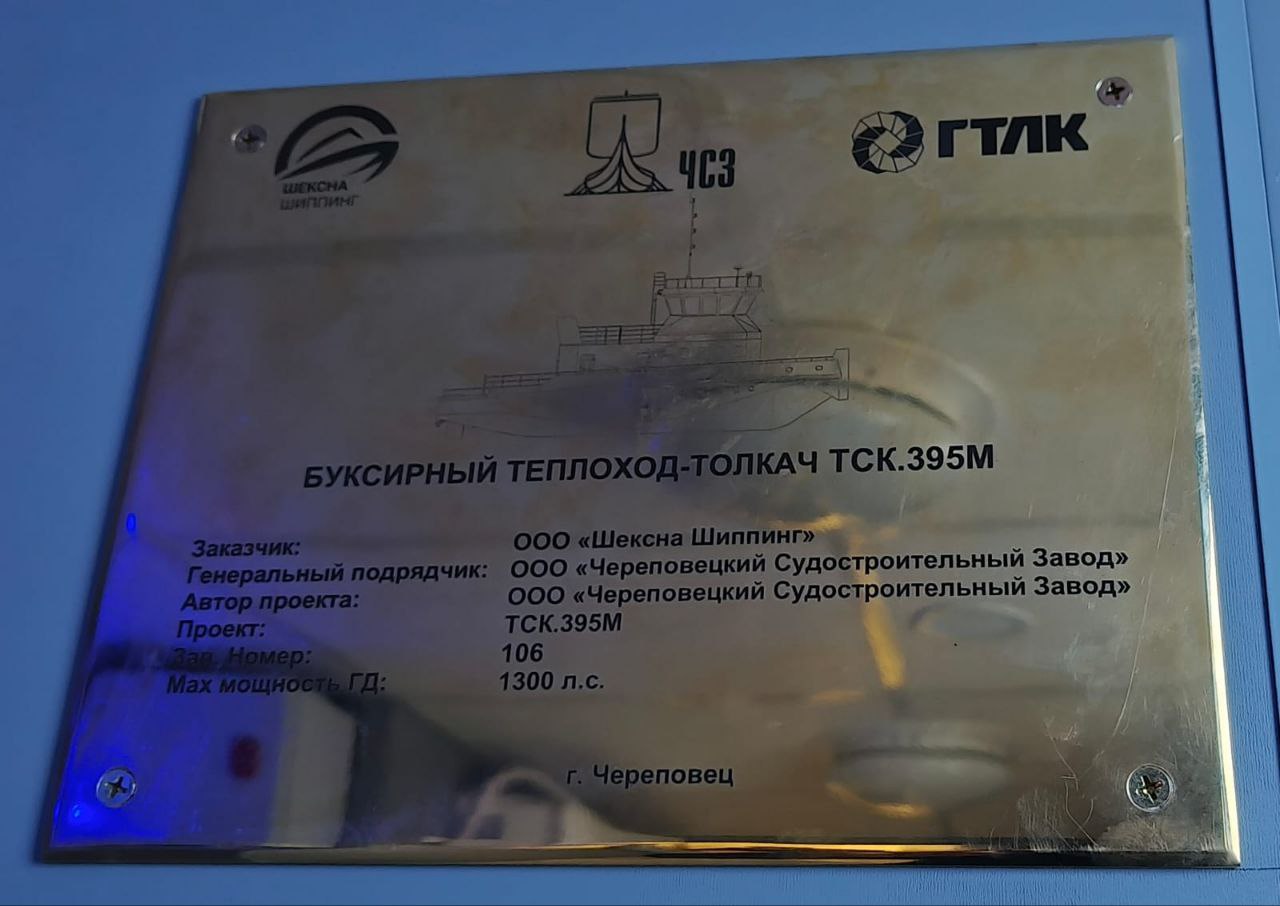 ШЕКСНА
ШИППИНГ
ЧСЗ
ГТЛК
БУКСИРНЫЙ ТЕПЛОХОД-ТОЛКАЧ ТСК.395М
Заказчик: ООО «Шексна Шиппинг»
Генеральный подрядчик: ООО «Череповецкий Судостроительный Завод»
Автор проекта: ООО «Череповецкий Судостроительный Завод»
Проект: ТСК.395М
Зав. Номер: 106
Мах мощность ГД: 1300 л.с.
г. Череповец